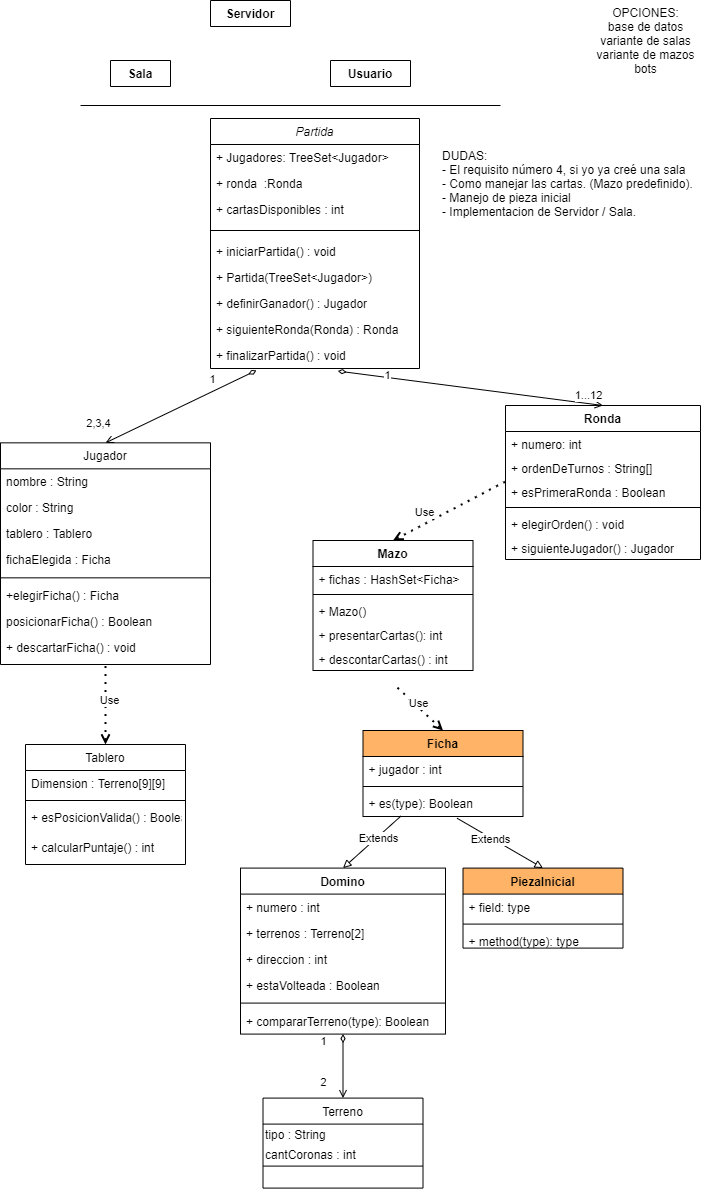 Servidor
OPCIONES:
base de datos
variante de salas
variante de mazos
bots
Sala
Usuario
Partida
+ Jugadores: TreeSet<Jugador>
+ ronda  :Ronda
+ cartasDisponibles : int
+ iniciarPartida() : void
+ Partida(TreeSet<Jugador>)
+ definirGanador() : Jugador
+ siguienteRonda(Ronda) : Ronda
+ finalizarPartida() : void
DUDAS:
- El requisito número 4, si yo ya creé una sala
- Como manejar las cartas. (Mazo predefinido).
- Manejo de pieza inicial
- Implementacion de Servidor / Sala.
1
1
2,3,4
1...12
Jugador
nombre : String
color : String
tablero : Tablero
fichaElegida : Ficha
+elegirFicha() : Ficha
posicionarFicha() : Boolean
+ descartarFicha() : void
Ronda
+ numero: int
+ ordenDeTurnos : String[]
+ esPrimeraRonda : Boolean
+ elegirOrden() : void
+ siguienteJugador() : Jugador
Use
Mazo
+ fichas : HashSet<Ficha>
+ Mazo()
+ presentarCartas(): int
+ descontarCartas() : int
Use
Use
Tablero
Dimension : Terreno[9][9]
+ esPosicionValida() : Boolea
+ calcularPuntaje() : int
Ficha
+ jugador : int
+ es(type): Boolean
Extends
Extends
Domino
+ numero : int
+ terrenos : Terreno[2]
+ direccion : int
+ estaVolteada : Boolean
+ compararTerreno(type): Boolean
PiezaInicial
+ field: type
+ method(type): type
1
2
Terreno
tipo : String
cantCoronas : int